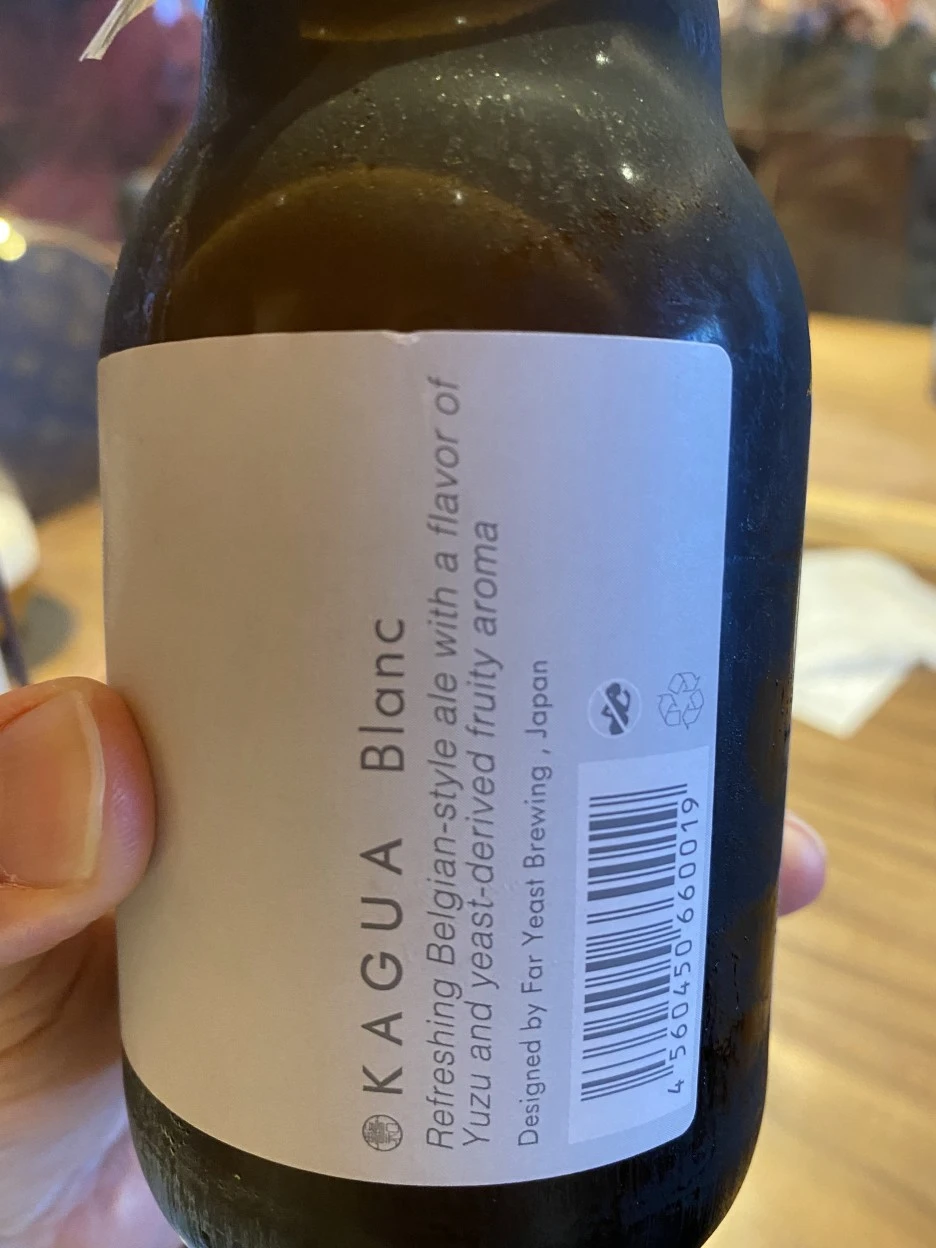 KAGUA Blanc
Refreshing Belgian-style ale with a flavor of
Yuzu and yeast-derived fruity aroma
Designed by Far Yeast Brewing , Japan
4 560450 660019